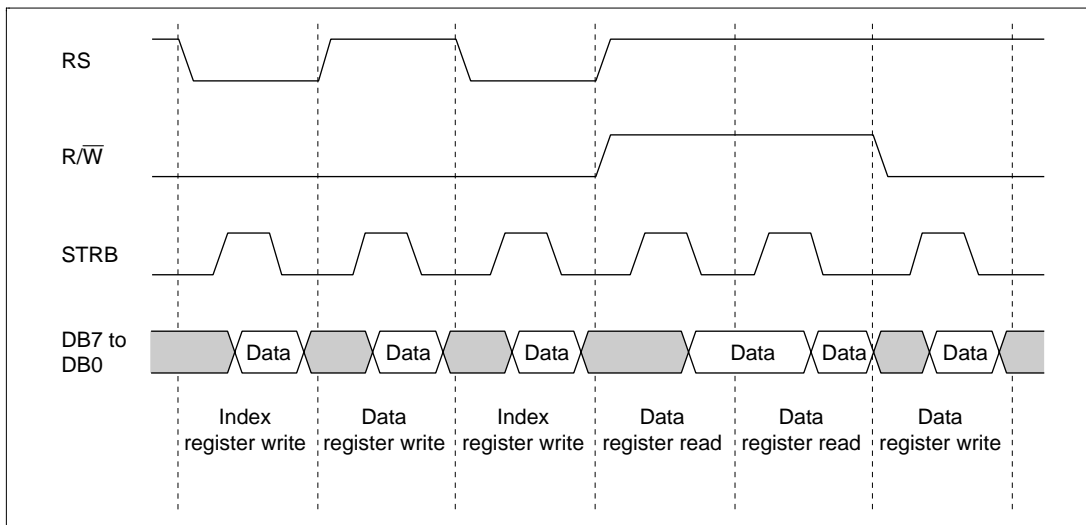 RS
R/W̅
STRB
DB7 to
DB0
Data Data Data Data Data Data
Index Data Index Data Data Data
register write register write register write register read register read register write